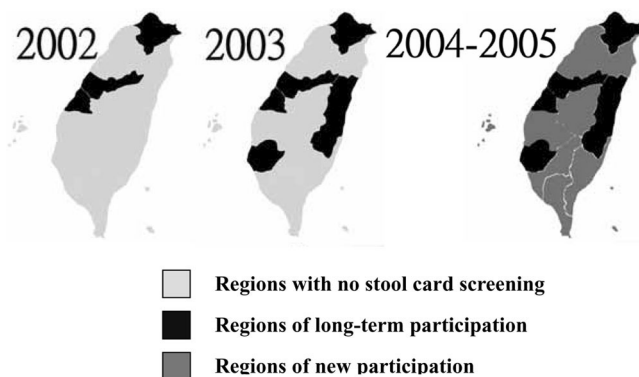 2002
2003
2004-2005
Regions with no stool card screening
Regions of long-term participation
Regions of new participation